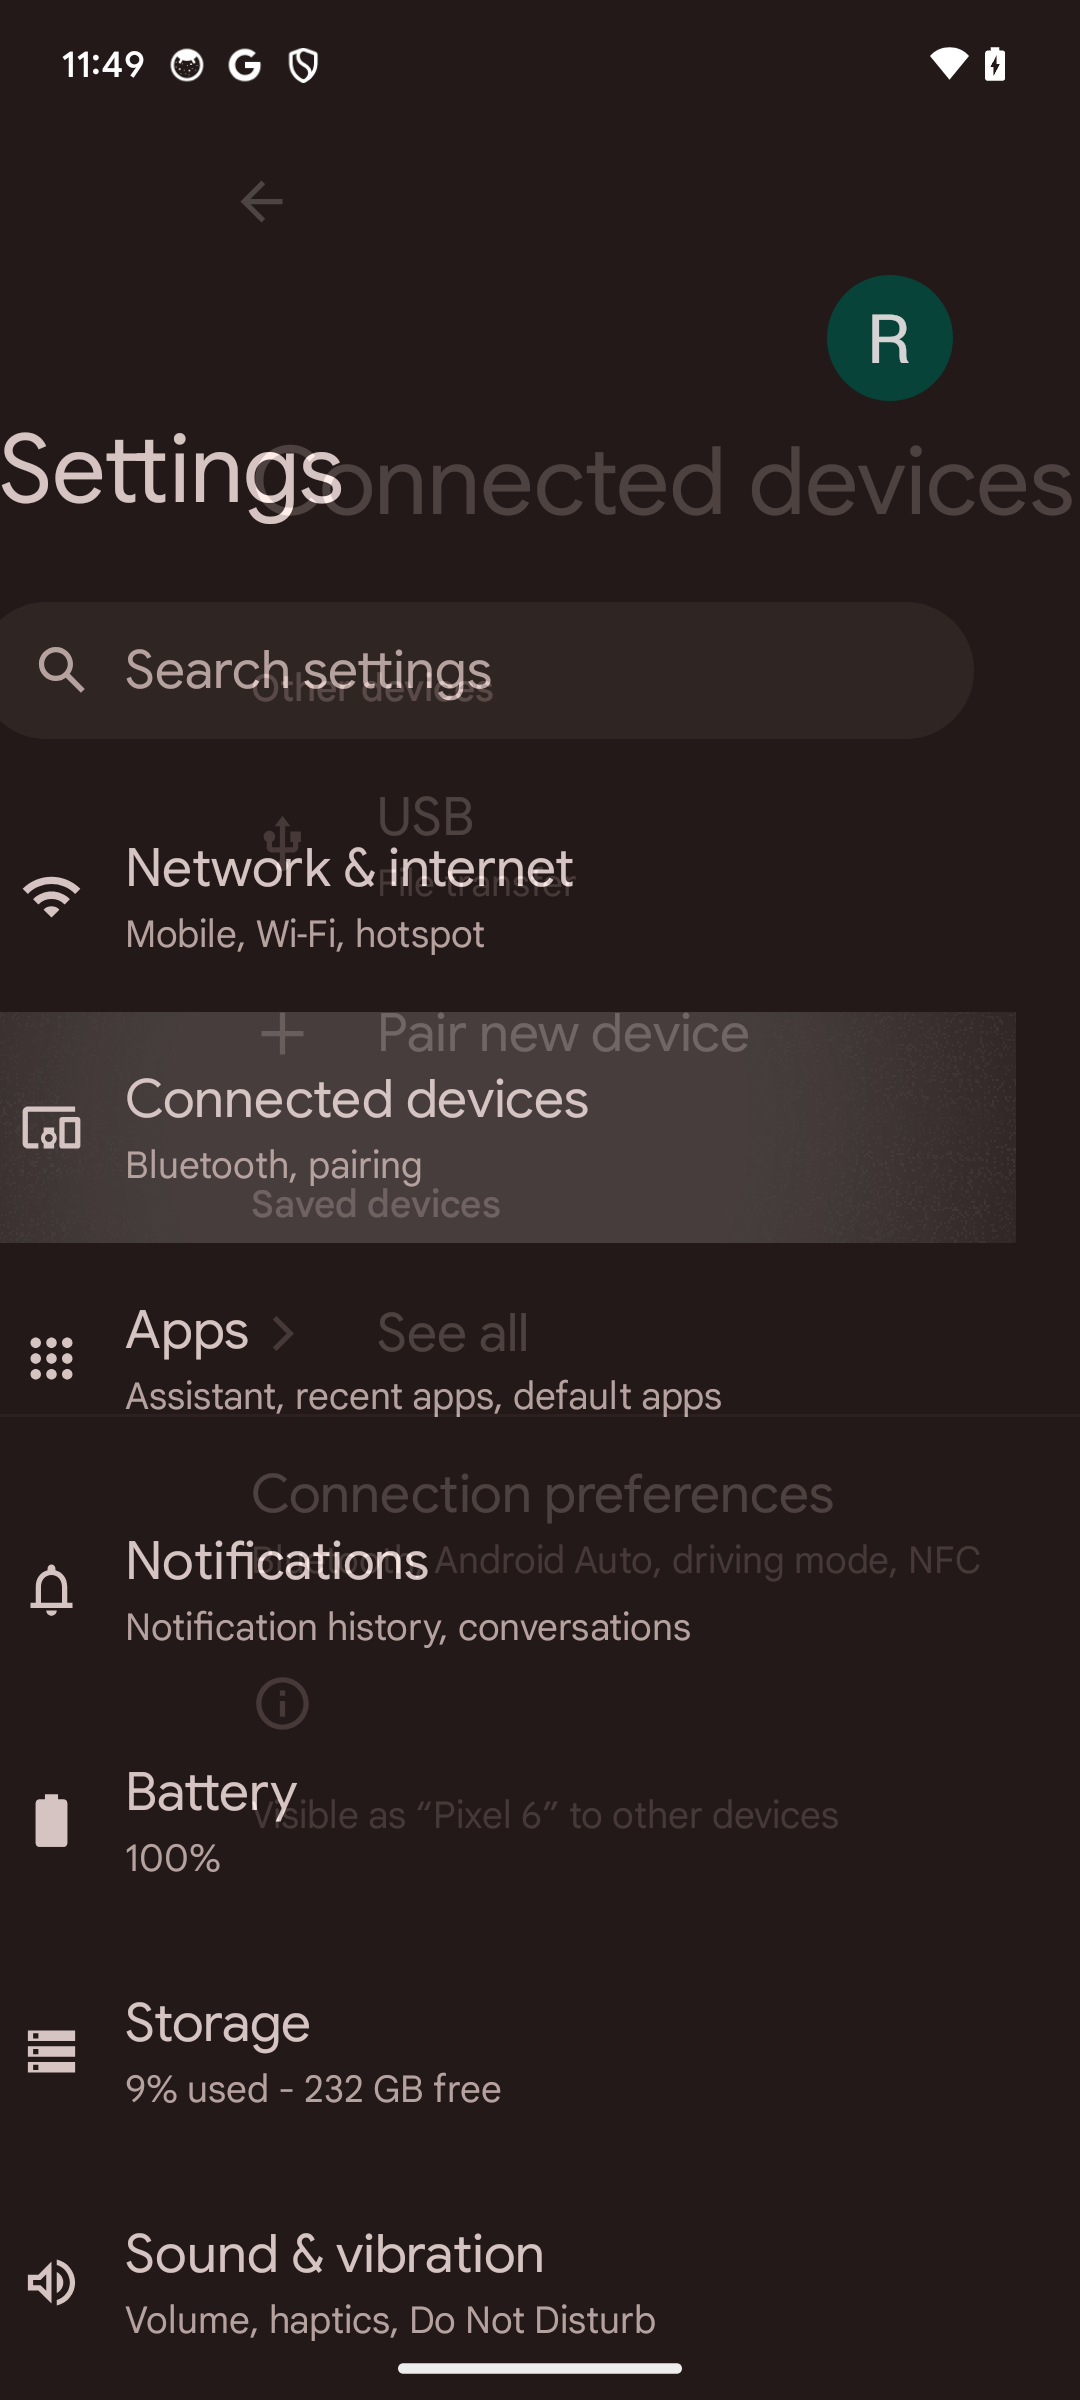 11:49
R
Settings
Connected devices
Search settings
Other devices
USB
Network & internet
File transfer
Mobile, Wi-Fi, hotspot
Pair new device
Connected devices
Bluetooth, pairing
Saved devices
Apps
See all
Assistant, recent apps, default apps
Connection preferences
Notifications
Bluetooth, Android Auto, driving mode, NFC
Notification history, conversations
Battery
Visible as “Pixel 6” to other devices
100%
Storage
9% used - 232 GB free
Sound & vibration
Volume, haptics, Do Not Disturb